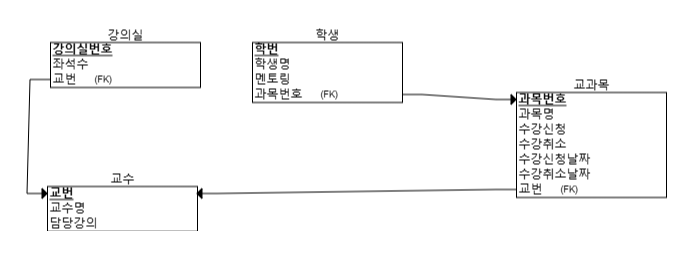 강의실
강의실번호
좌석수
교번 (FK)
학생
학번
학생명
멘토링
과목번호 (FK)
교과목
과목번호
과목명
수강신청
수강취소
수강신청날짜
수강취소날짜
교번 (FK)
교수
교번
교수명
담당강의